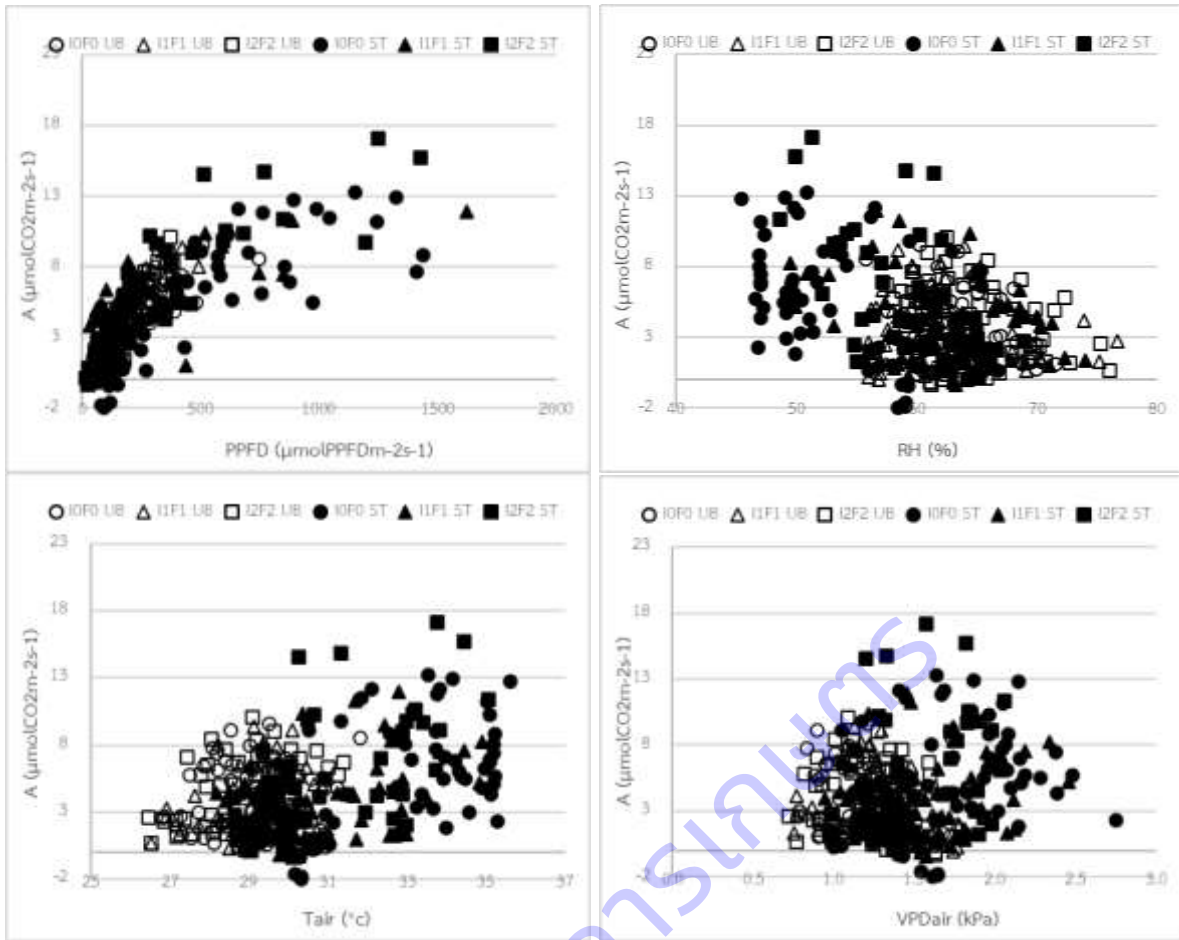 I0F0 UB I1F1 UB I2F2 UB I0F0 ST I1F1 ST I2F2 ST
23
18
13
8
3
-2
0 500 1000 1500 2000
A (µmolCO2m-2s-1)
PPFD (µmolPPFDm-2s-1)
I0F0 UB I1F1 UB I2F2 UB I0F0 ST I1F1 ST I2F2 ST
23
18
13
8
3
-2
40 50 60 70 80
A (µmolCO2m-2s-1)
RH (%)
I0F0 UB I1F1 UB I2F2 UB I0F0 ST I1F1 ST I2F2 ST
23
18
13
8
3
-2
25 27 29 31 33 35 37
A (µmolCO2m-2s-1)
Tair (°c)
I0F0 UB I1F1 UB I2F2 UB I0F0 ST I1F1 ST I2F2 ST
23
18
13
8
3
-2
0.0 0.5 1.0 1.5 2.0 2.5 3.0
A (µmolCO2m-2s-1)
VPDair (kPa)